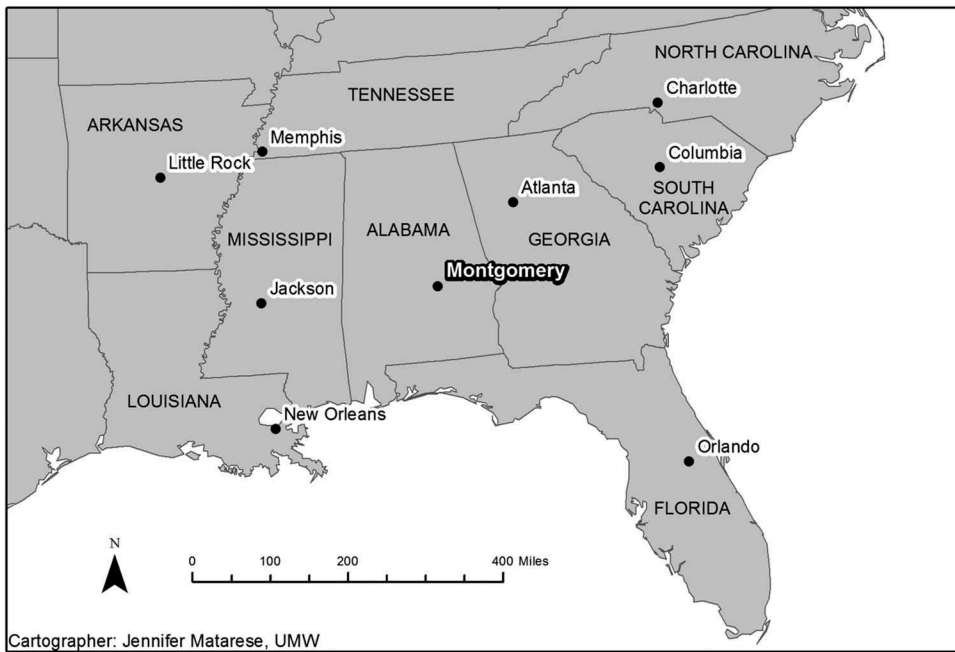 NORTH CAROLINA
Charlotte
TENNESSEE
ARKANSAS
Memphis
Little Rock
Columbia
SOUTH
CAROLINA
Atlanta
MISSISSIPPI
ALABAMA
GEORGIA
Montgomery
Jackson
LOUISIANA
New Orleans
Orlando
FLORIDA
N
0 100 200 400 Miles
Cartographer: Jennifer Matarese, UMW